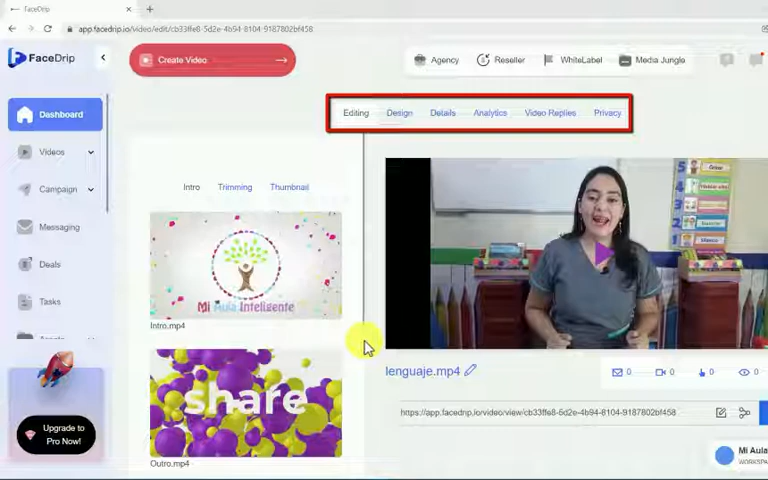 FaceDrip
app.facedrip.io/video/edit/cb33ffe8-5d2e-4b94-8104-9187802bf458
FaceDrip
Create Video
Agency
Reseller
WhiteLabel
Media Jungle
Dashboard
Videos
Campaign
Messaging
Deals
Tasks
Upgrade to
Pro Now!
Editing
Design
Details
Analytics
Video Replies
Privacy
Intro
Trimming
Thumbnail
Mi Aula Inteligente
Intro.mp4
share
Outro.mp4
lenguaje.mp4
0
0
0
0
https://app.facedrip.io/video/view/cb33ffe8-5d2e-4b94-8104-9187802bf458
Mi Aula